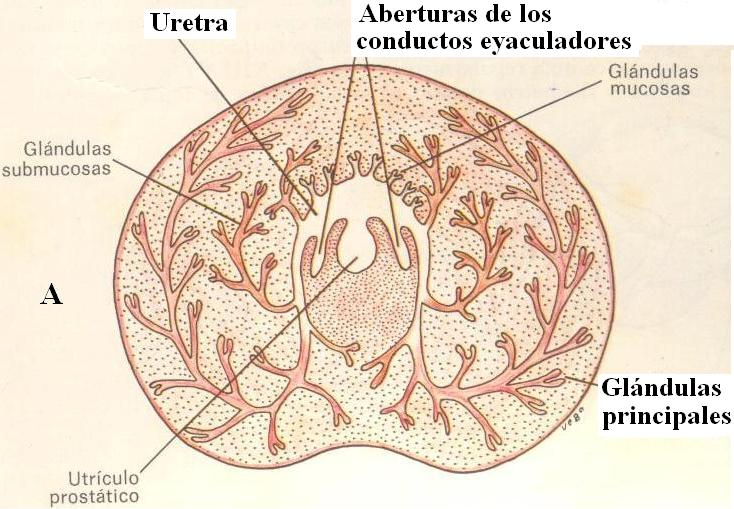 Uretra
Aberturas de los
conductos eyaculadores
Glándulas
mucosas
Glándulas
submucosas
A
Glándulas
principales
Utrículo
prostático